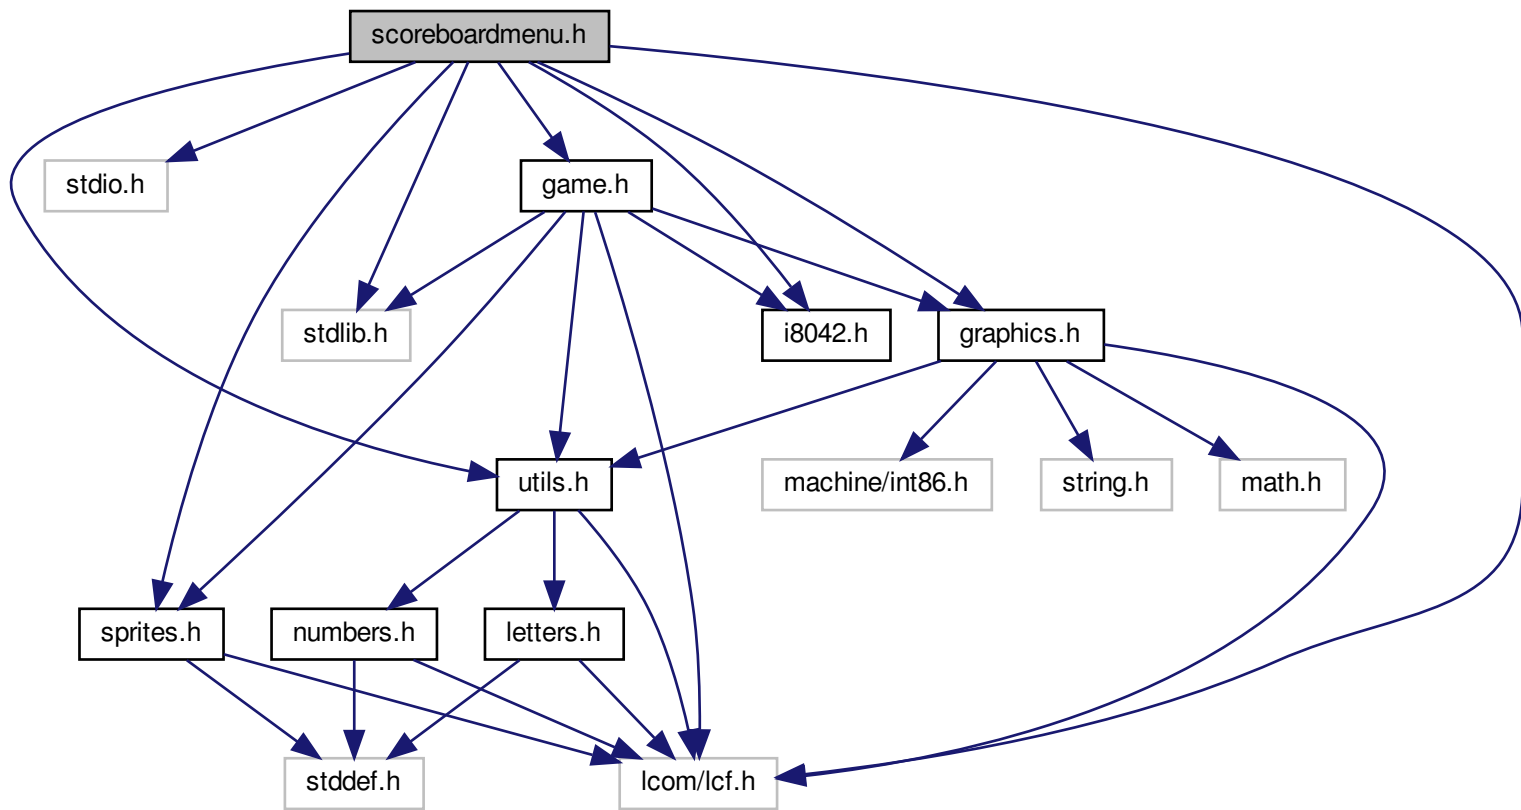 scoreboardmenu.h
stdio.h
game.h
stdlib.h
i8042.h
graphics.h
utils.h
machine/int86.h
string.h
math.h
sprites.h
numbers.h
letters.h
stddef.h
lcom/lcf.h